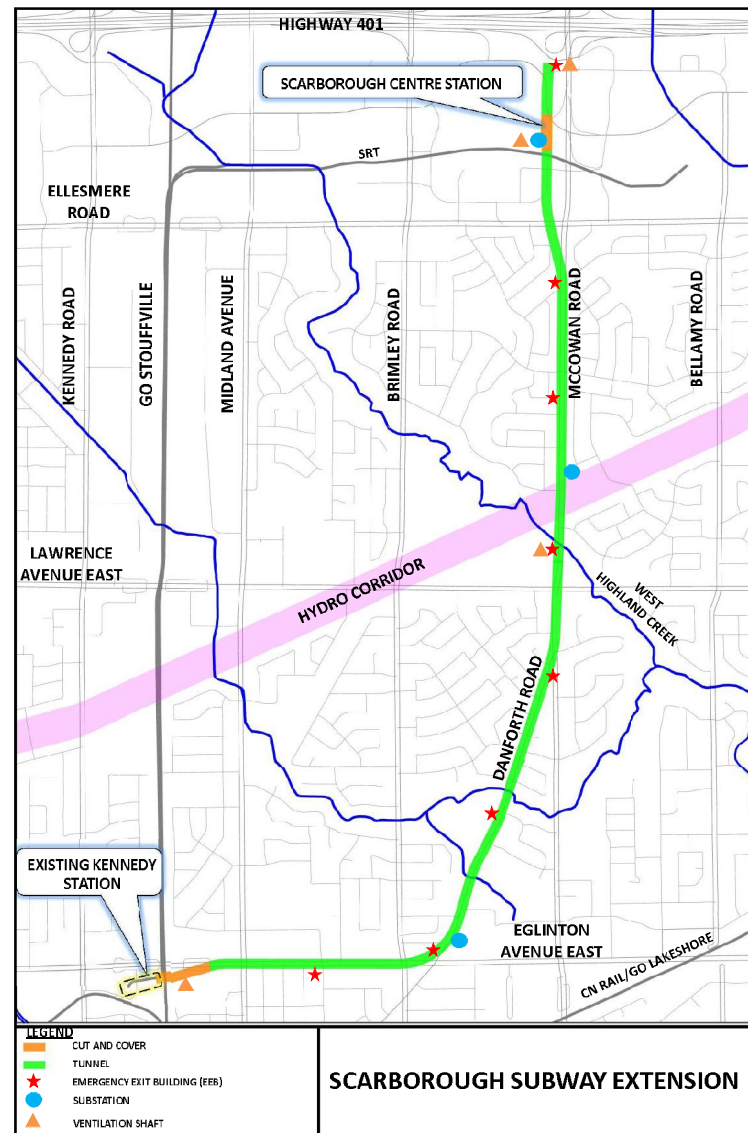 HIGHWAY 401
SCARBOROUGH CENTRE STATION
SRT
ELLESMERE
ROAD
KENNEDY ROAD
GO STOUFFVILLE
MIDLAND AVENUE
BRIMLEY ROAD
MCCOWAN ROAD
BELLAMY ROAD
LAWRENCE
AVENUE EAST
HYDRO CORRIDOR
WEST
HIGHLAND CREEK
DANFORTH ROAD
EXISTING KENNEDY
STATION
EGLINTON
AVENUE EAST
CN RAIL/GO LAKESHORE
LEGEND
CUT AND COVER
TUNNEL
EMERGENCY EXIT BUILDING (EEB)
SUBSTATION
VENTILATION SHAFT
SCARBOROUGH SUBWAY EXTENSION